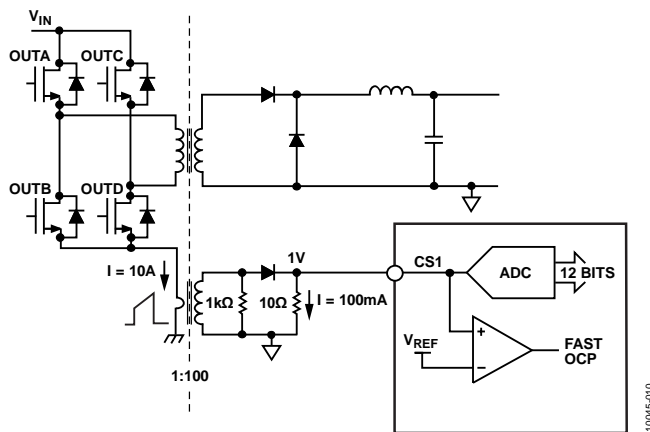 VIN
OUTA
OUTC
OUTB
OUTD
I = 10A
1kΩ
10Ω
1V
I = 100mA
CS1
ADC
12 BITS
VREF
+
−
FAST
OCP
1:100
10045-010